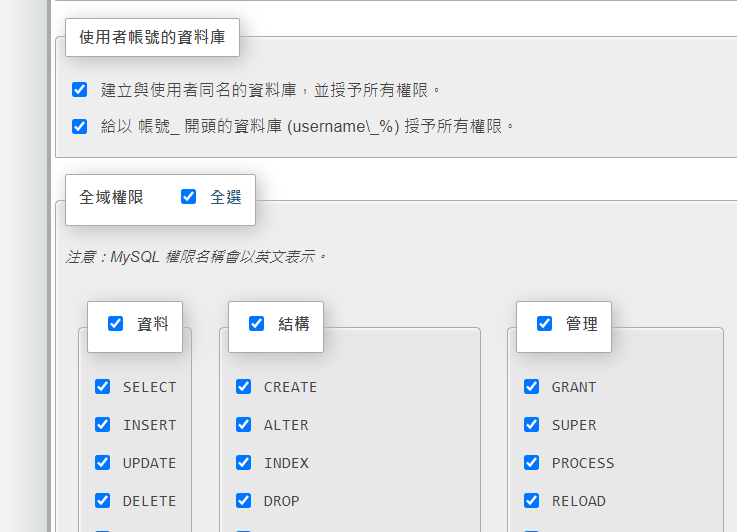 使用者帳號的資料庫
建立與使用者同名的資料庫，並授予所有權限。
給以 帳號_ 開頭的資料庫 (username\_%) 授予所有權限。
全域權限 全選
注意：MySQL 權限名稱會以英文表示。
資料 結構 管理
SELECT CREATE GRANT
INSERT ALTER SUPER
UPDATE INDEX PROCESS
DELETE DROP RELOAD